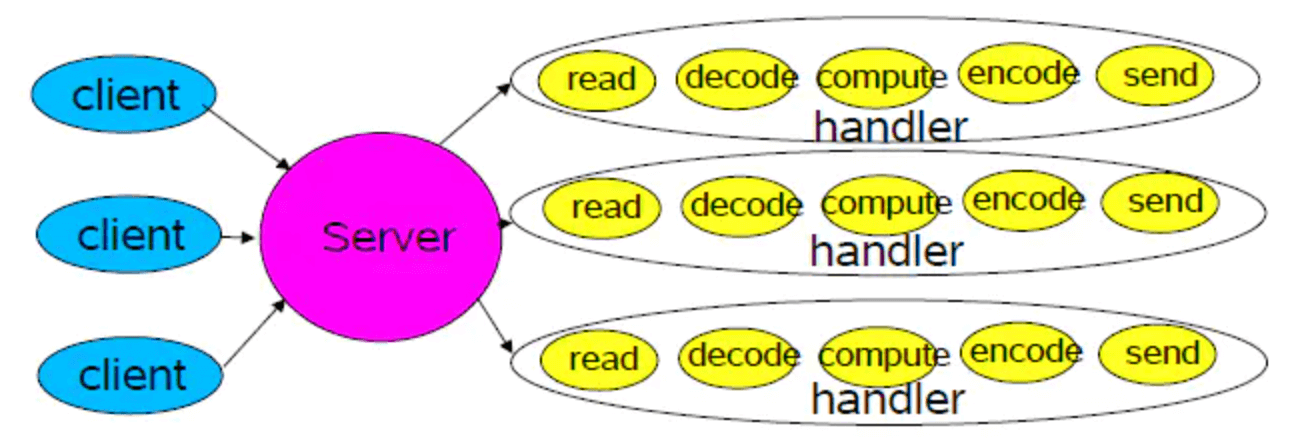 client
client
client
Server
read decode compute encode send
handler
read decode compute encode send
handler
read decode compute encode send
handler